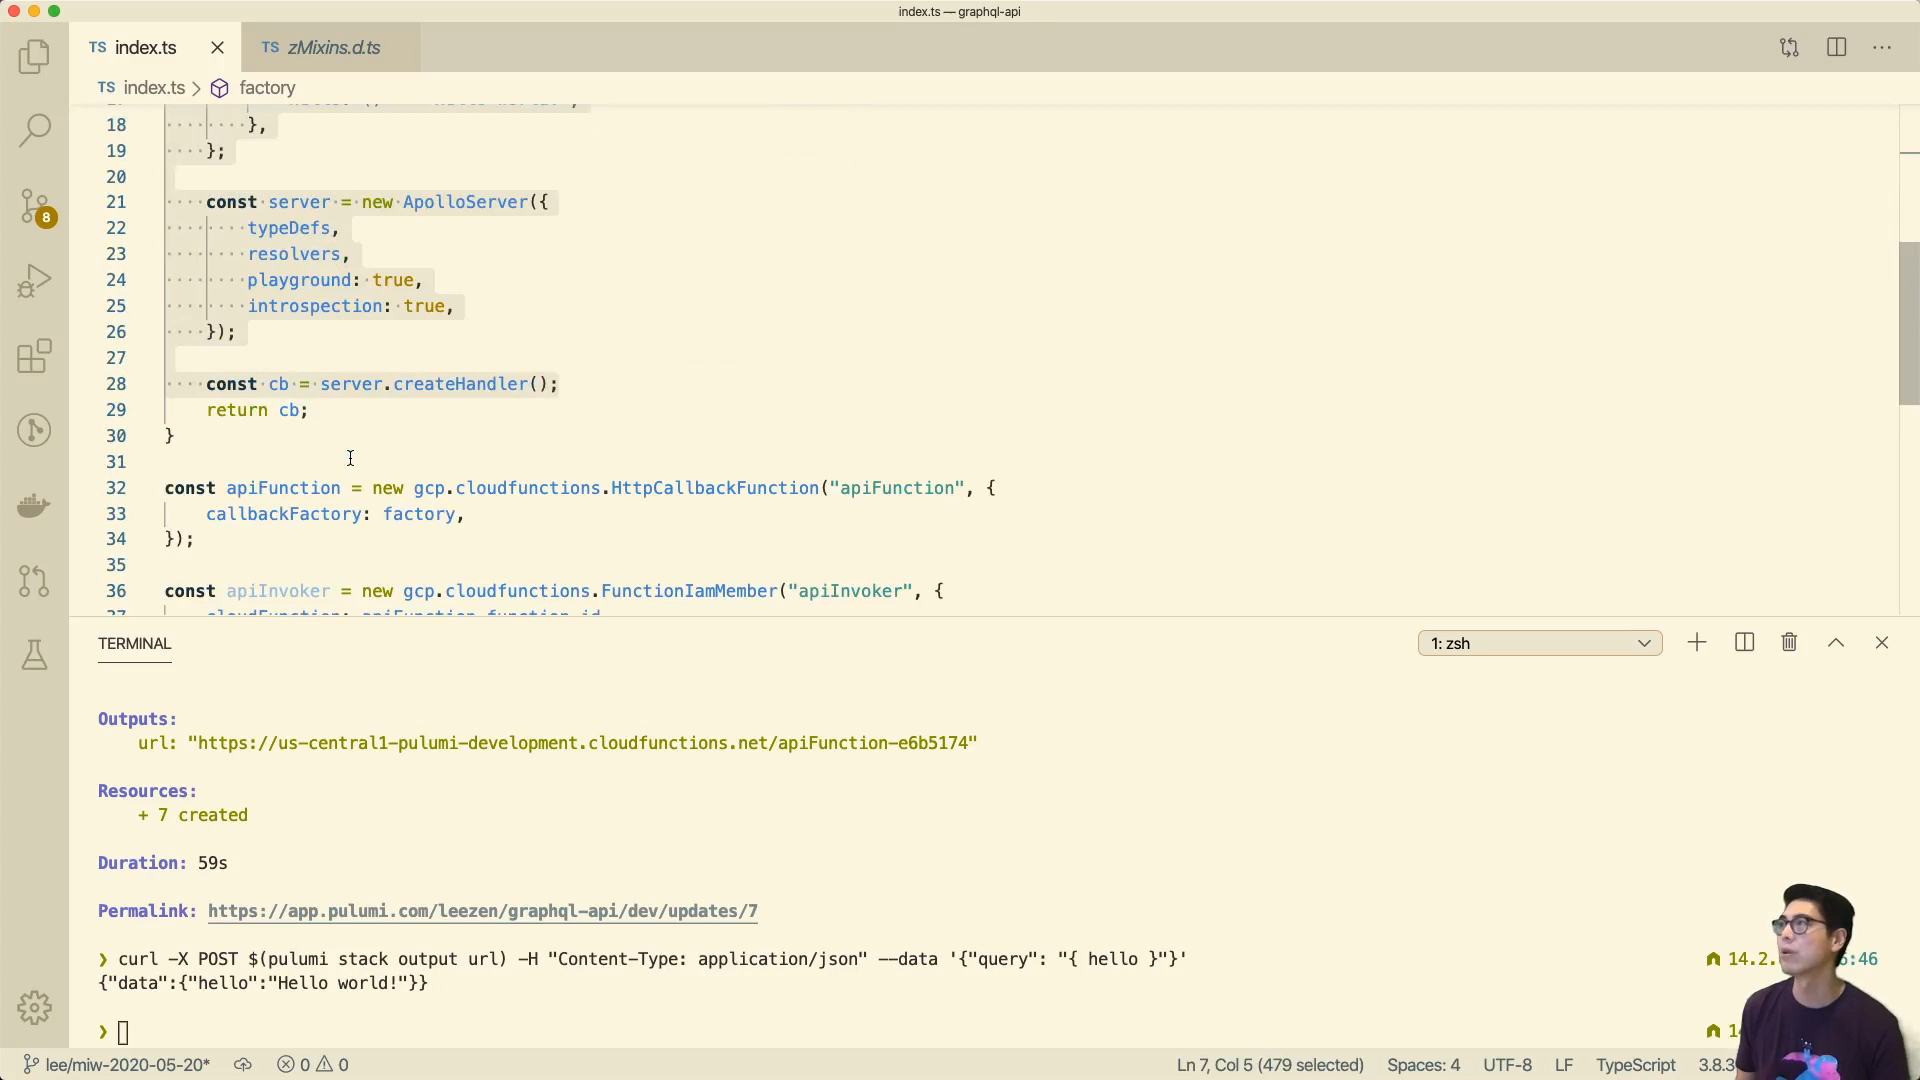 index.ts — graphql-api
TS index.ts
TS zMixins.d.ts
TS index.ts > factory
18 },
19 };
20
21 const server = new ApolloServer({
22 typeDefs,
23 resolvers,
24 playground: true,
25 introspection: true,
26 });
27
28 const cb = server.createHandler();
29 return cb;
30 }
31
32 const apiFunction = new gcp.cloudfunctions.HttpCallbackFunction("apiFunction", {
33 callbackFactory: factory,
34 });
35
36 const apiInvoker = new gcp.cloudfunctions.FunctionIamMember("apiInvoker", {
8
TERMINAL
1: zsh
Outputs:
url: "https://us-central1-pulumi-development.cloudfunctions.net/apiFunction-e6b5174"
Resources:
+ 7 created
Duration: 59s
Permalink: https://app.pulumi.com/leezen/graphql-api/dev/updates/7
❯ curl -X POST $(pulumi stack output url) -H "Content-Type: application/json" --data '{"query": "{ hello }"}'
{"data":{"hello":"Hello world!"}}
❯
lee/miw-2020-05-20* 0 0 Ln 7, Col 5 (479 selected) Spaces: 4 UTF-8 LF TypeScript